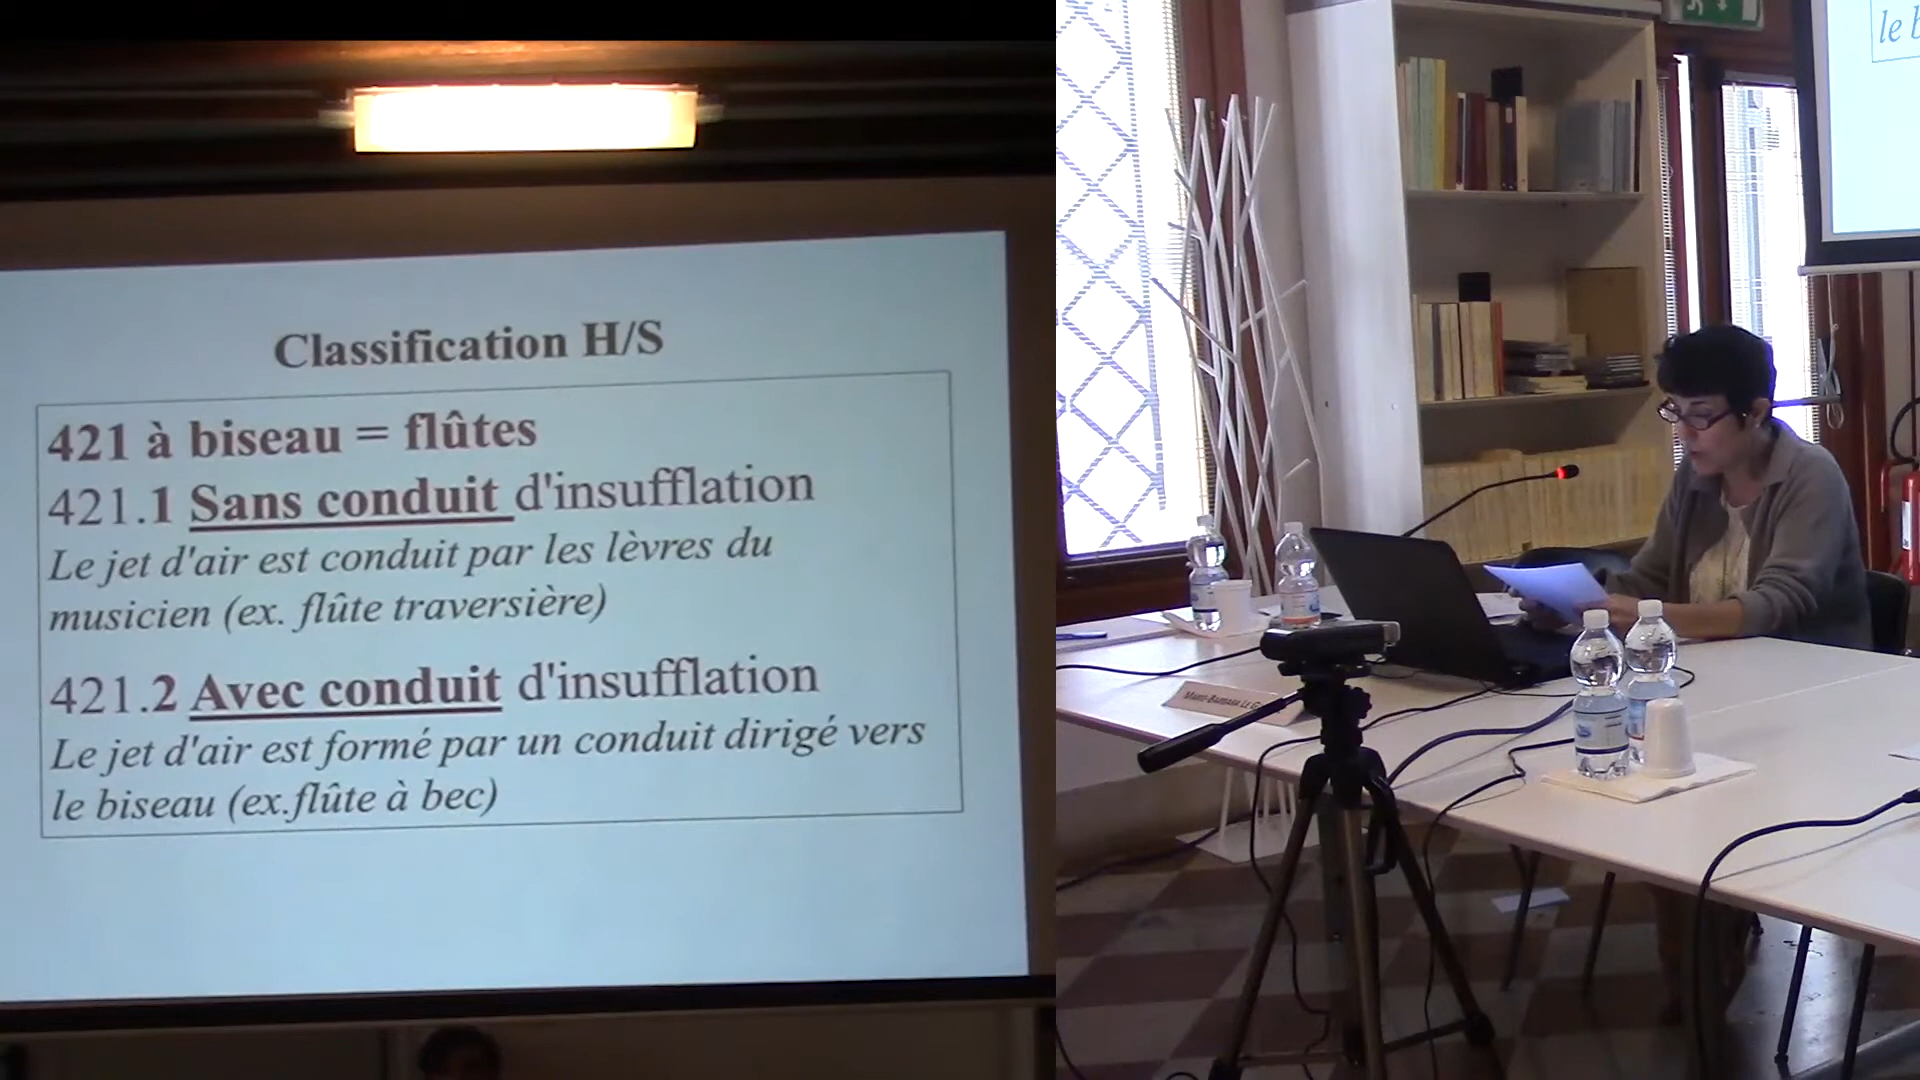 Classification H/S
421 à biseau = flûtes
421.1 Sans conduit d'insufflation
Le jet d'air est conduit par les lèvres du
musicien (ex. flûte traversière)
421.2 Avec conduit d'insufflation
Le jet d'air est formé par un conduit dirigé vers
le biseau (ex.flûte à bec)
le b
LE G